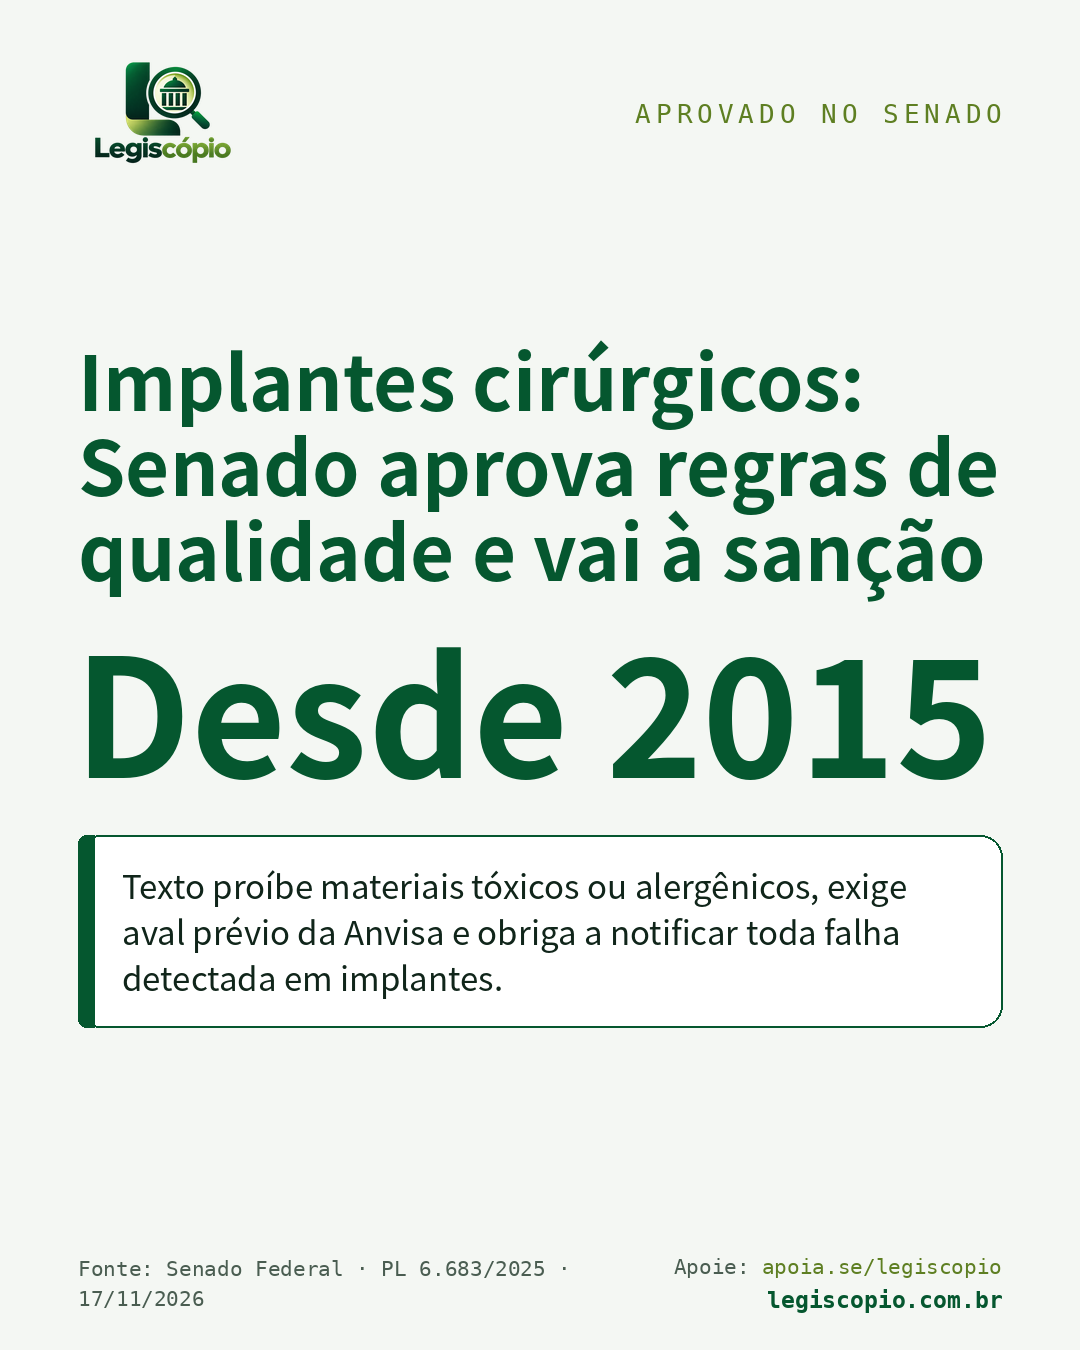 Legiscópio
APROVADO NO SENADO
Implantes cirúrgicos:
Senado aprova regras de
qualidade e vai à sanção
Desde 2015
Texto proíbe materiais tóxicos ou alergênicos, exige
aval prévio da Anvisa e obriga a notificar toda falha
detectada em implantes.
Fonte: Senado Federal · PL 6.683/2025 ·
17/11/2026
Apoie: apoia.se/legiscopio
legiscopio.com.br